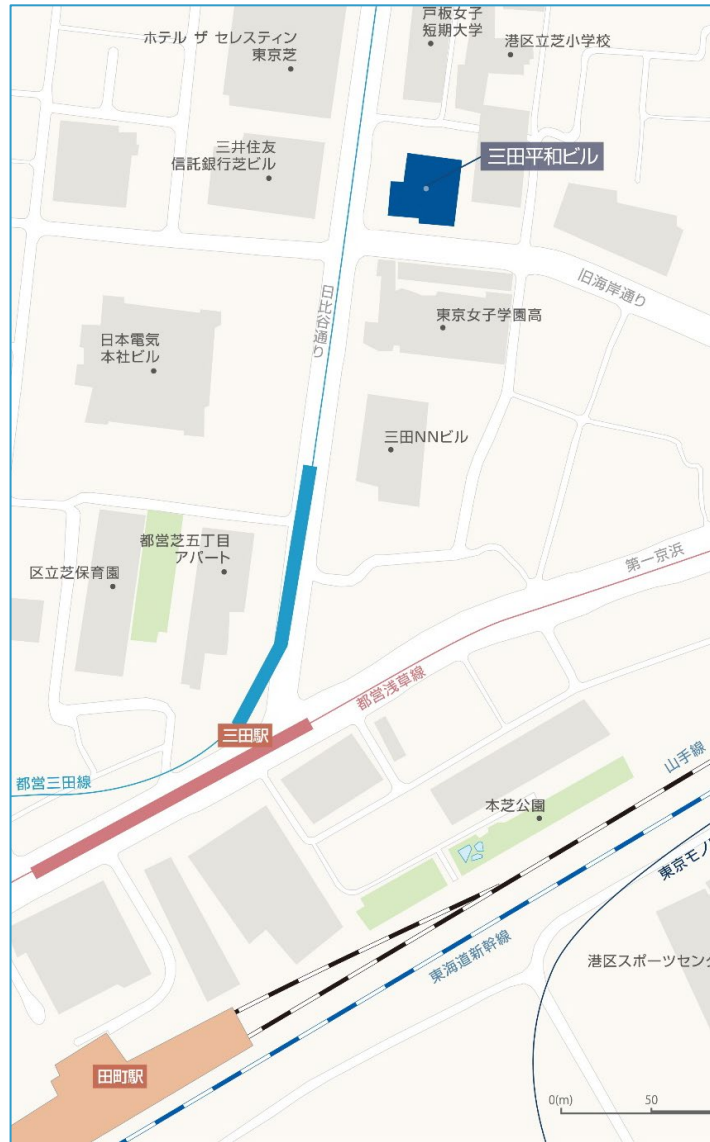 戸板女子
短期大学
ホテル ザ セレスティン
東京芝
港区立芝小学校
三井住友
信託銀行芝ビル
三田平和ビル
旧海岸通り
日比谷通り
東京女子学園高
日本電気
本社ビル
三田NNビル
都営芝五丁目
アパート
区立芝保育園
第一京浜
都営浅草線
三田駅
都営三田線
山手線
本芝公園
東京モノ
東海道新幹線
港区スポーツセン
田町駅
0(m)
50